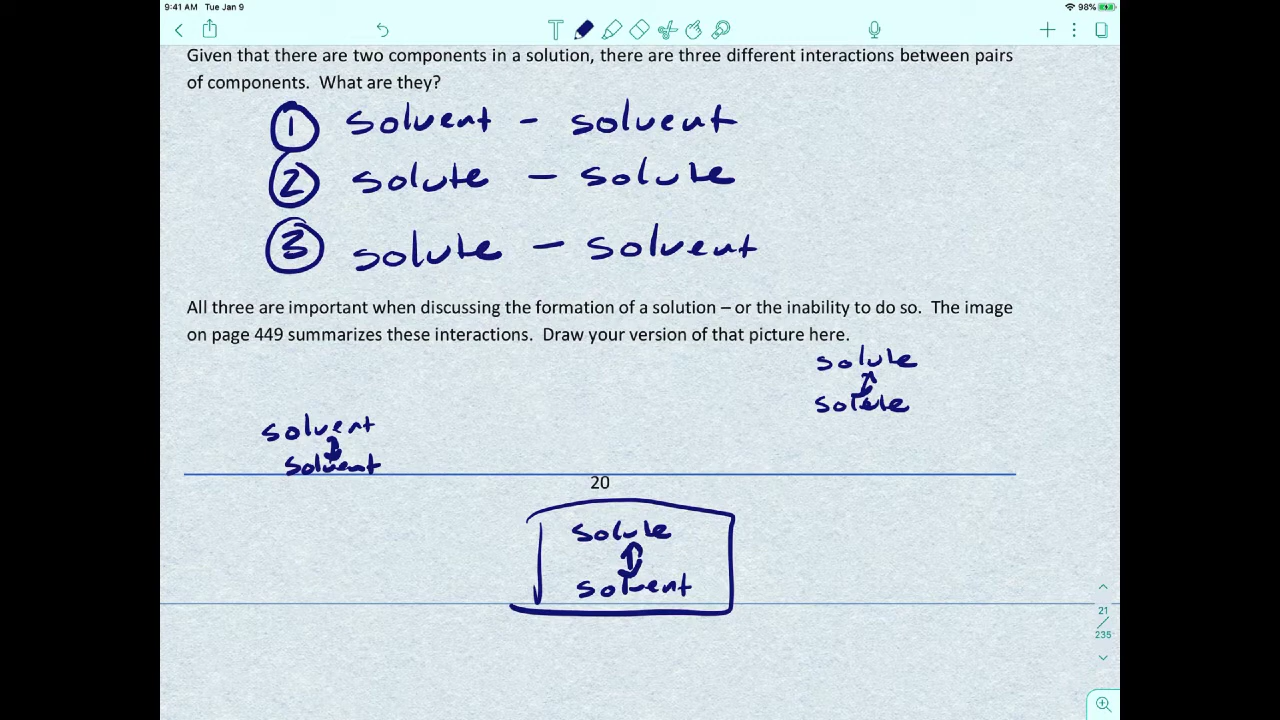 9:41 AM Tue Jan 9
98%
Given that there are two components in a solution, there are three different interactions between pairs
of components. What are they?
1 solvent - solvent
2 solute - solute
3 solute - solvent
All three are important when discussing the formation of a solution – or the inability to do so. The image
on page 449 summarizes these interactions. Draw your version of that picture here.
solute
solute
solvent
solvent
20
solute
solvent
21
235